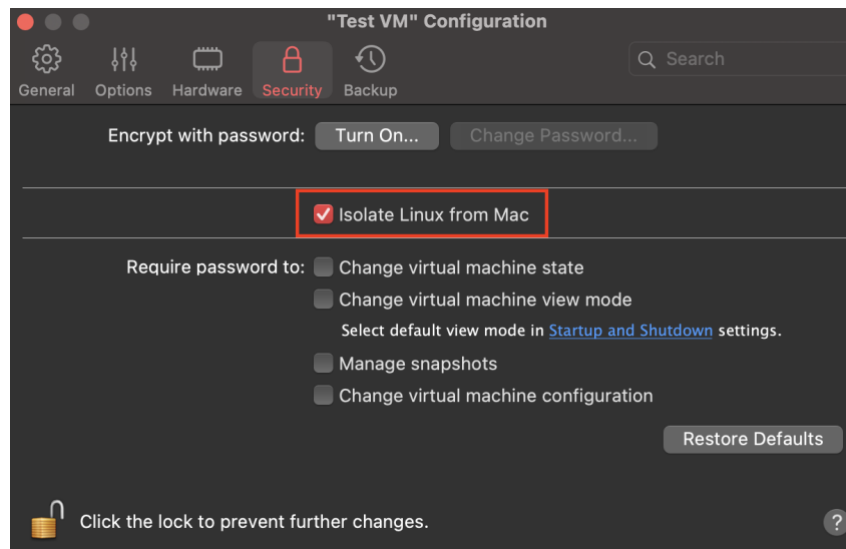 "Test VM" Configuration
General Options Hardware Security Backup
Search
Encrypt with password: Turn On... Change Password...
Isolate Linux from Mac
Require password to: Change virtual machine state
Change virtual machine view mode
Select default view mode in Startup and Shutdown settings.
Manage snapshots
Change virtual machine configuration
Restore Defaults
Click the lock to prevent further changes.
?